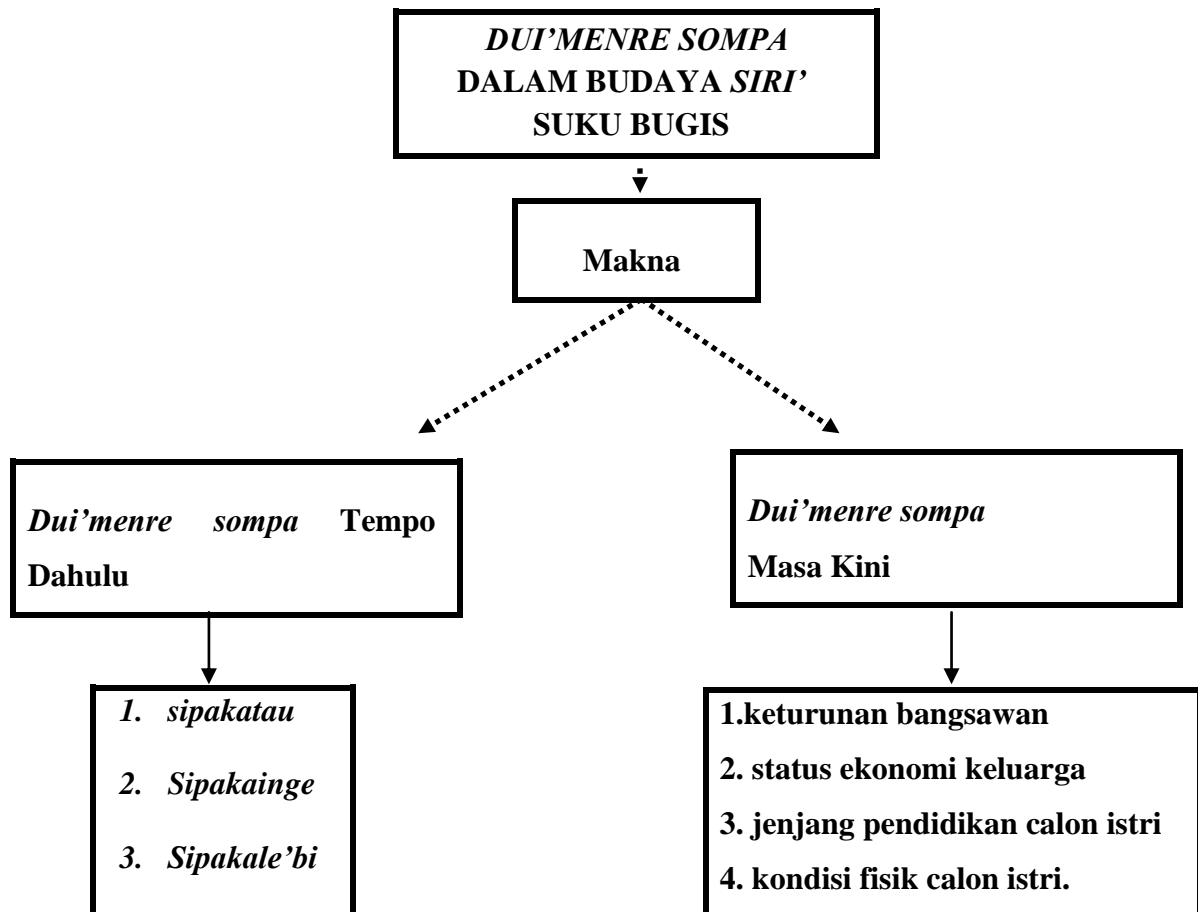 DUI’MENRE SOMPA
DALAM BUDAYA SIRI’
SUKU BUGIS
Makna
Dui’menre sompa Tempo
Dahulu
Dui’menre sompa
Masa Kini
1. sipakatau
2. Sipakainge
3. Sipakale’bi
1.keturunan bangsawan
2. status ekonomi keluarga
3. jenjang pendidikan calon istri
4. kondisi fisik calon istri.